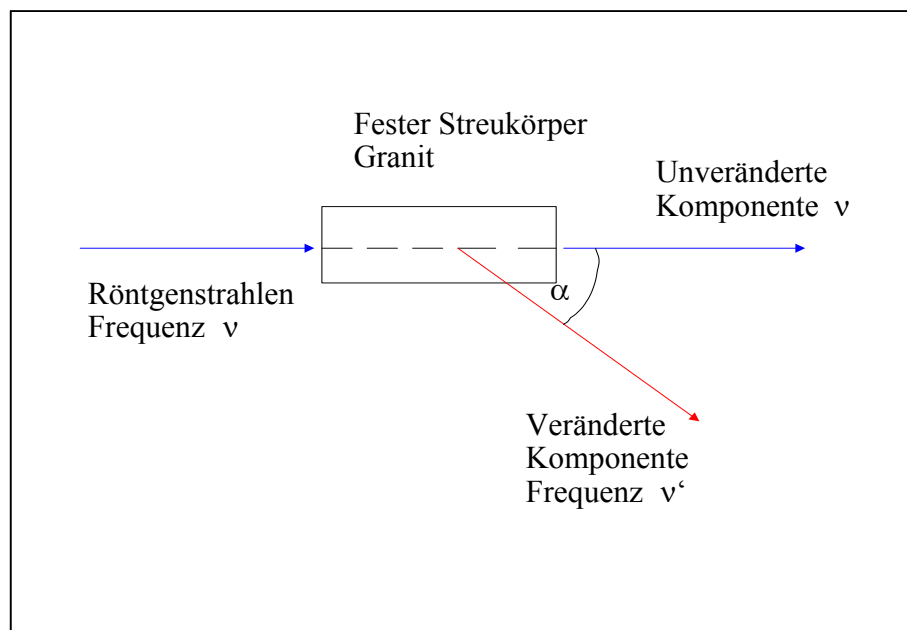 Fester Streukörper
Granit
Unveränderte
Komponente ν
Röntgenstrahlen
Frequenz ν
α
Veränderte
Komponente
Frequenz ν‘